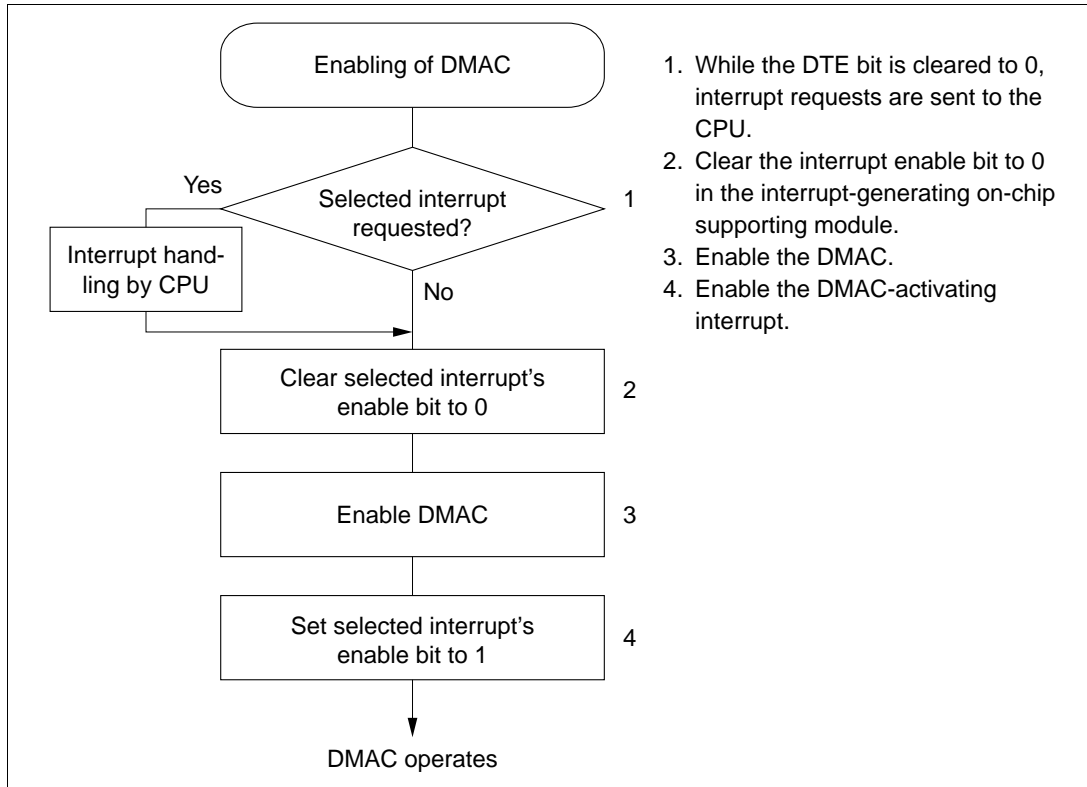 Enabling of DMAC
Yes
Selected interrupt
requested?
1
Interrupt hand-
ling by CPU
No
Clear selected interrupt’s
enable bit to 0
2
Enable DMAC
3
Set selected interrupt’s
enable bit to 1
4
DMAC operates
1. While the DTE bit is cleared to 0,
interrupt requests are sent to the
CPU.
2. Clear the interrupt enable bit to 0
in the interrupt-generating on-chip
supporting module.
3. Enable the DMAC.
4. Enable the DMAC-activating
interrupt.